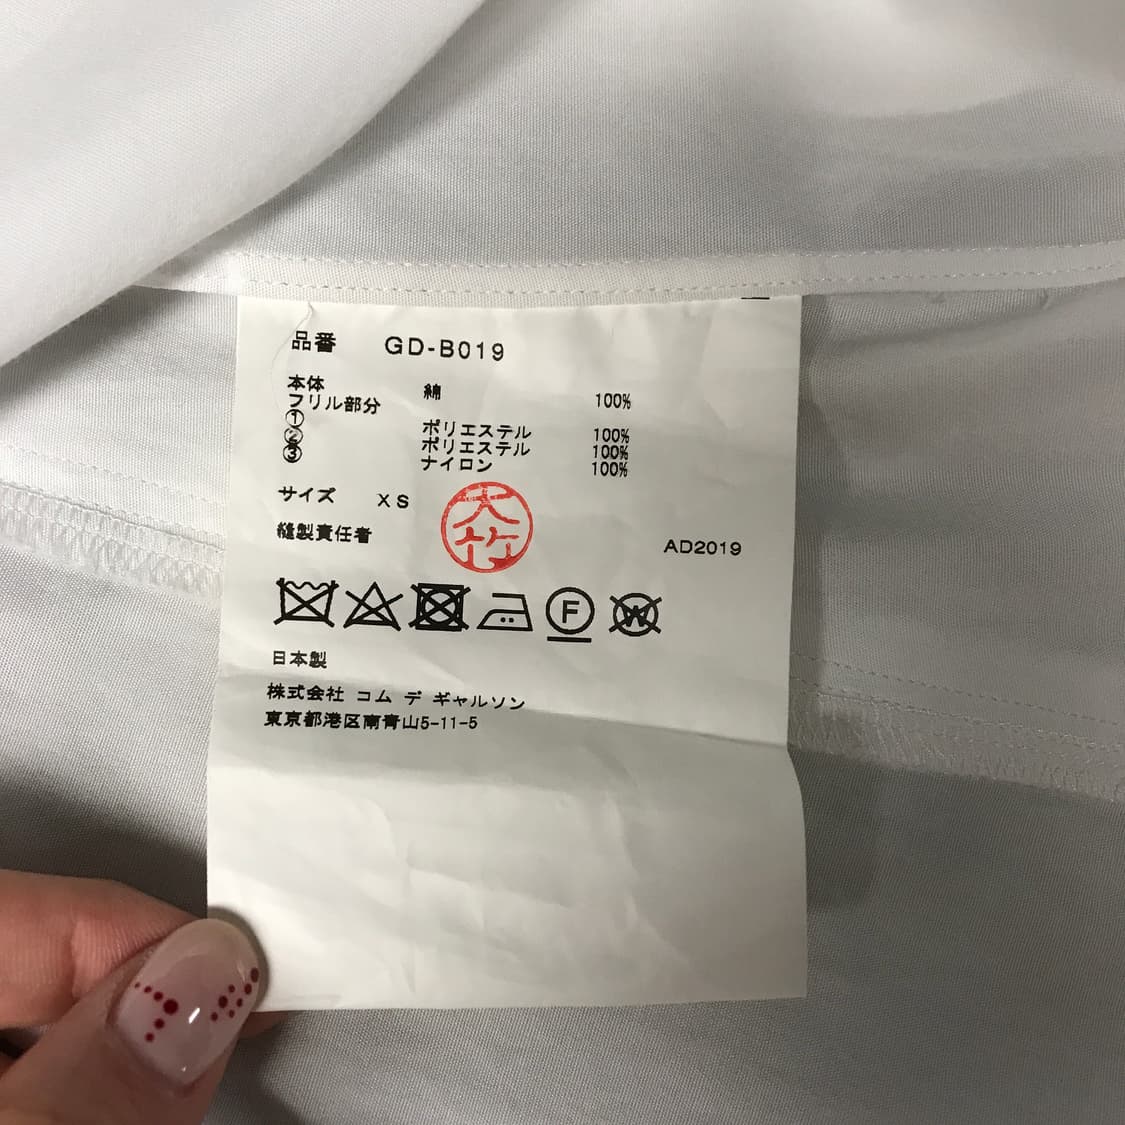 品番 GD-B019
本体 綿 100%
フリル部分
① ポリエステル 100%
② ポリエステル 100%
③ ナイロン 100%
サイズ XS
大竹
縫製責任者
AD2019
F
W
日本製
株式会社 コム デ ギャルソン
東京都港区南青山5-11-5